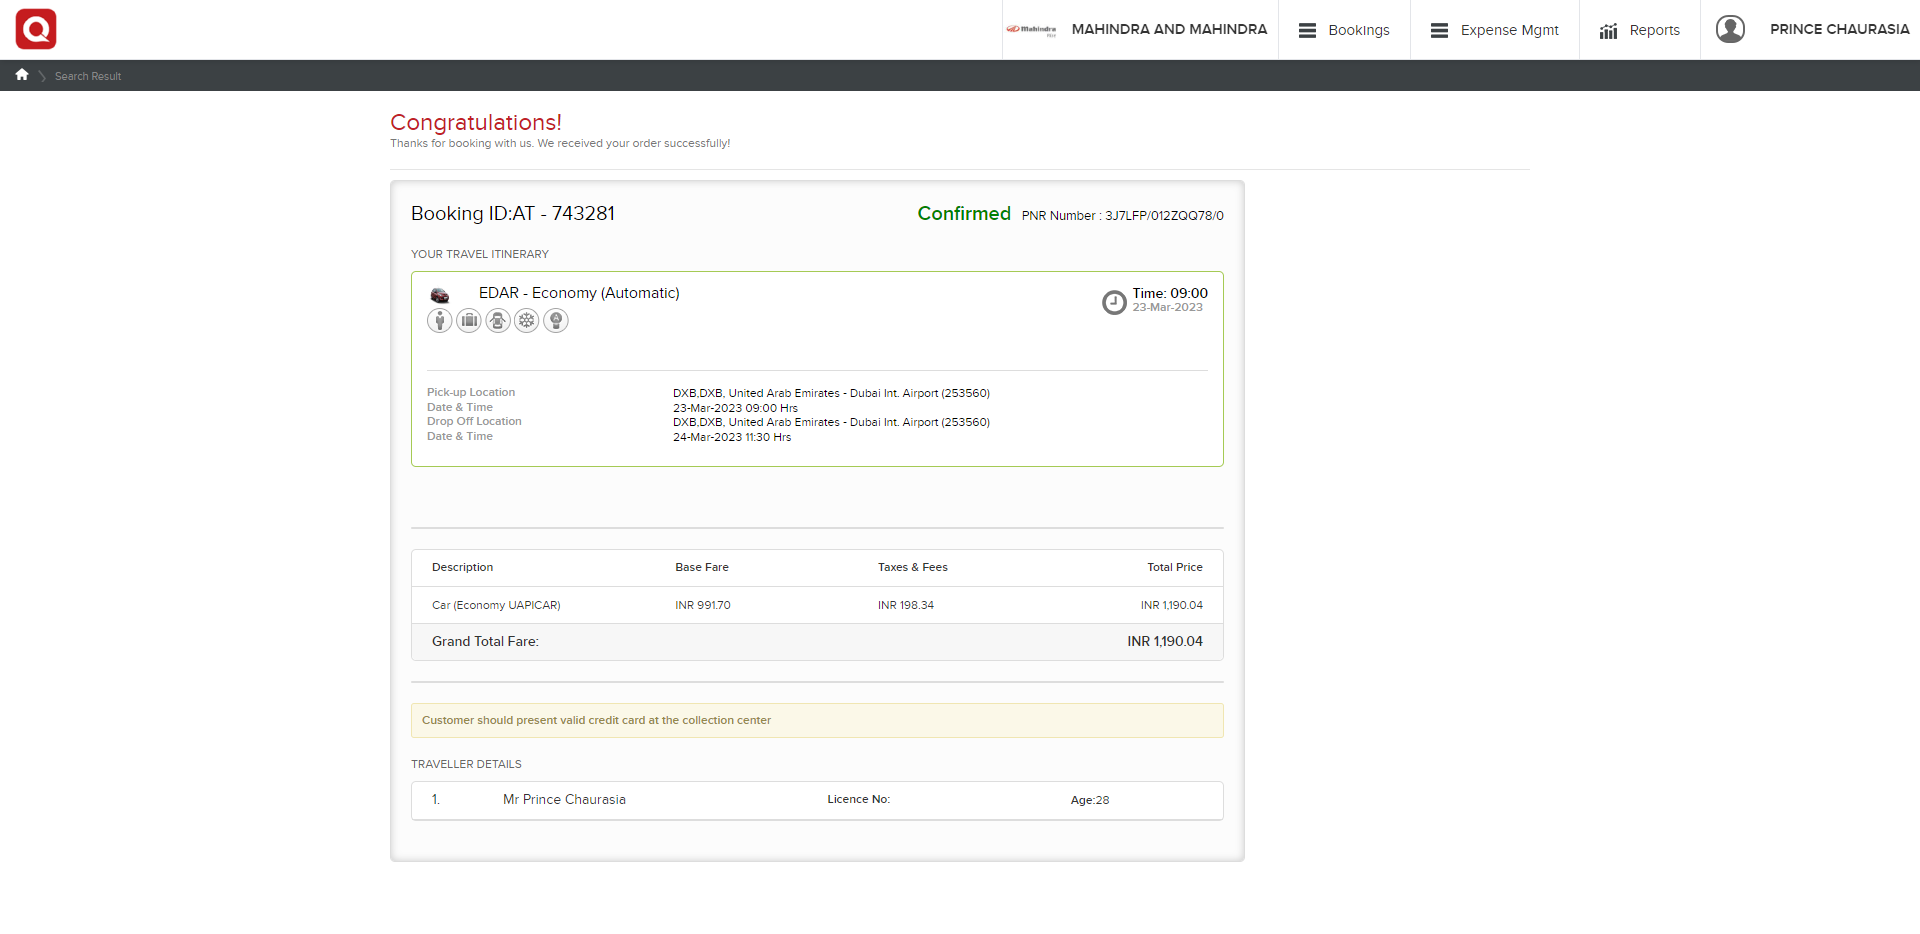 Q
Mahindra
MAHINDRA AND MAHINDRA
Bookings
Expense Mgmt
Reports
PRINCE CHAURASIA
Search Result
Congratulations!
Thanks for booking with us. We received your order successfully!
Booking ID:AT - 743281
Confirmed PNR Number : 3J7LFP/012ZQQ78/0
YOUR TRAVEL ITINERARY
EDAR - Economy (Automatic)
Time: 09:00
23-Mar-2023
A
Pick-up Location DXB,DXB, United Arab Emirates - Dubai Int. Airport (253560)
Date & Time 23-Mar-2023 09:00 Hrs
Drop Off Location DXB,DXB, United Arab Emirates - Dubai Int. Airport (253560)
Date & Time 24-Mar-2023 11:30 Hrs
Description Base Fare Taxes & Fees Total Price
Car (Economy UAPICAR) INR 991.70 INR 198.34 INR 1,190.04
Grand Total Fare: INR 1,190.04
Customer should present valid credit card at the collection center
TRAVELLER DETAILS
1. Mr Prince Chaurasia Licence No: Age:28